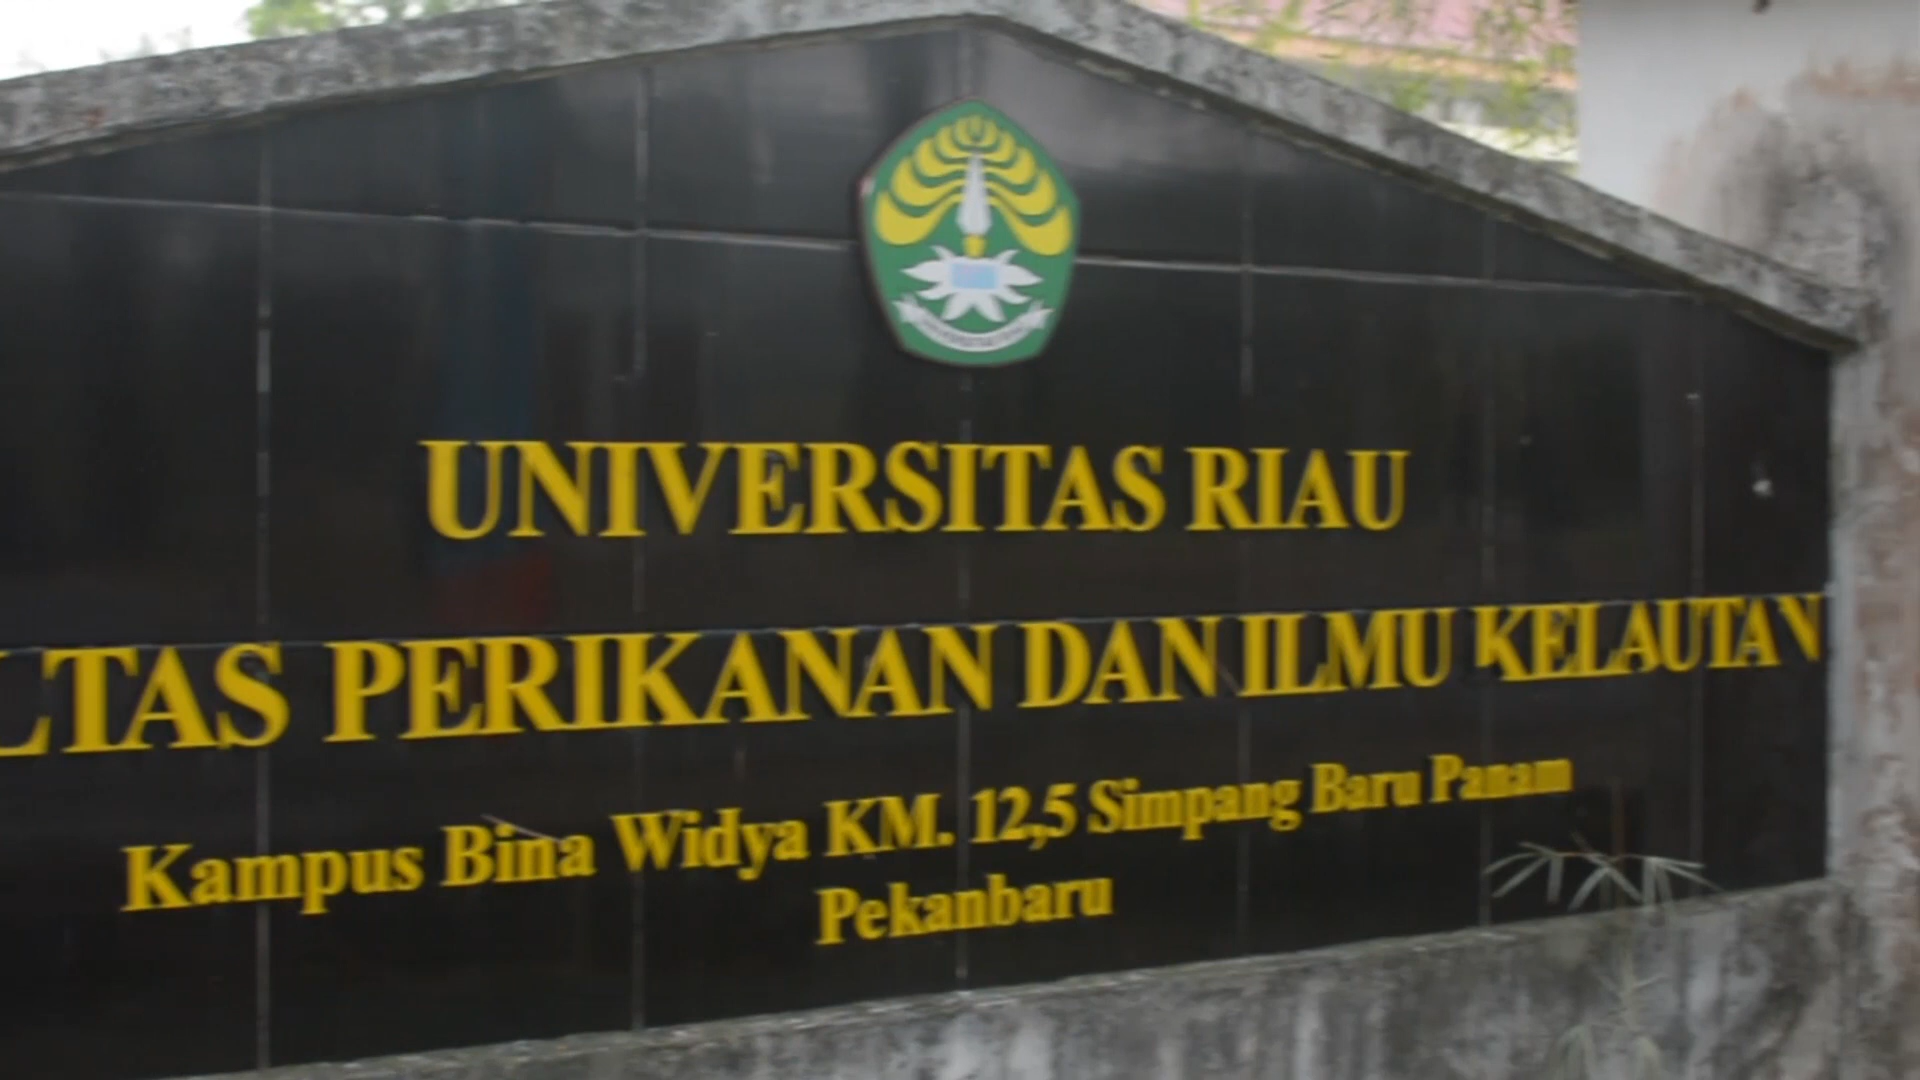 UNIVERSITAS RIAU
LTAS PERIKANAN DAN ILMU KELAUTAN
Kampus Bina Widya KM. 12,5 Simpang Baru Panam
Pekanbaru